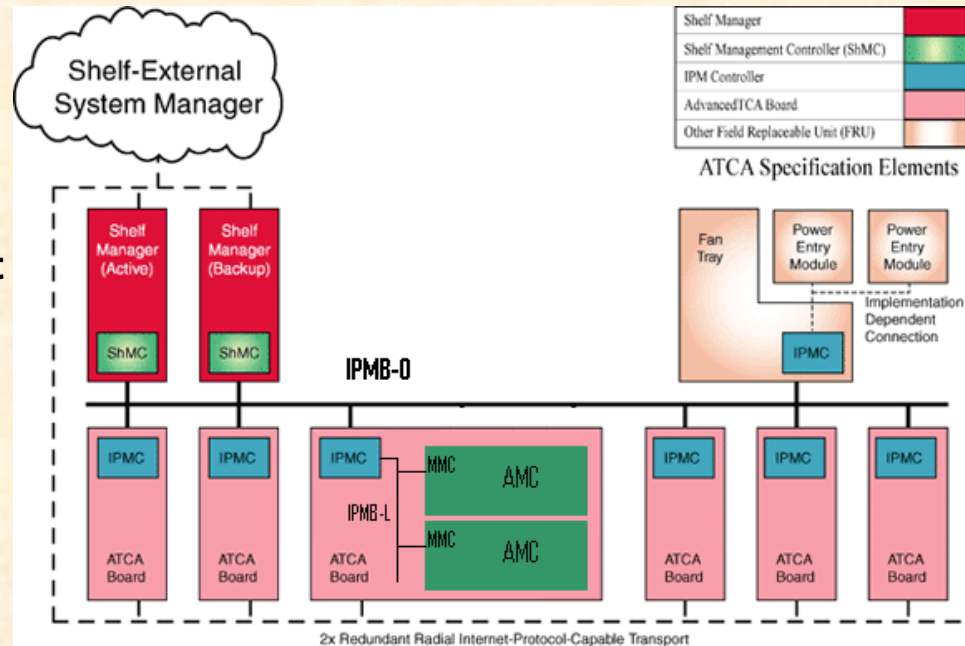 Shelf-External
System Manager
Shelf Manager
Shelf Management Controller (ShMC)
IPM Controller
AdvancedTCA Board
Other Field Replaceable Unit (FRU)
ATCA Specification Elements
Shelf
Manager
(Active)
ShMC
Shelf
Manager
(Backup)
ShMC
t
IPMB-0
Fan
Tray
IPMC
Power
Entry
Module
Power
Entry
Module
Implementation
Dependent
Connection
IPMC
ATCA
Board
IPMC
ATCA
Board
IPMC
IPMB-L
ATCA
Board
MMC
AMC
MMC
AMC
IPMC
ATCA
Board
IPMC
ATCA
Board
IPMC
ATCA
Board
2x Redundant Radial Internet-Protocol-Capable Transport